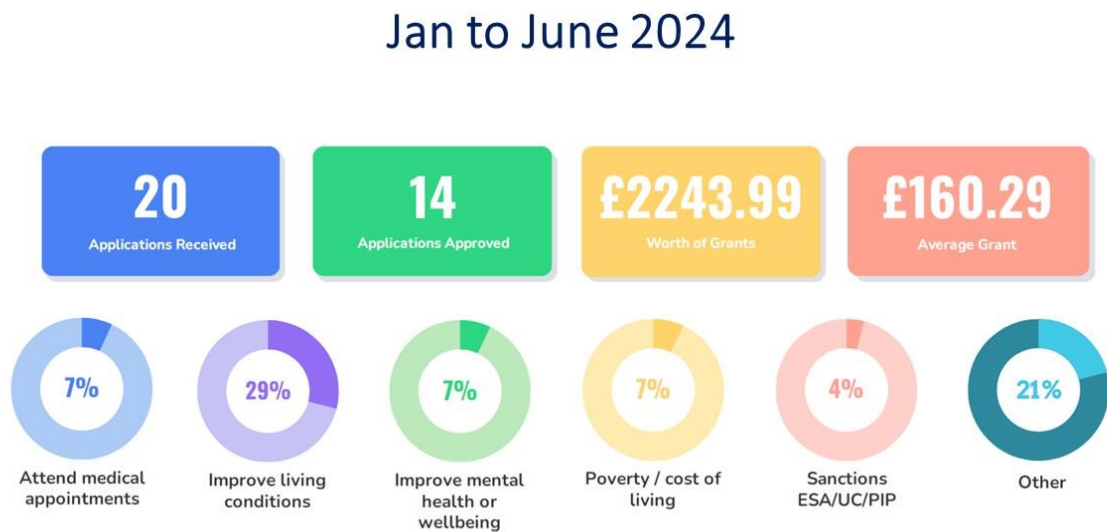 Jan to June 2024
20
Applications Received
14
Applications Approved
£2243.99
Worth of Grants
£160.29
Average Grant
7%
Attend medical
appointments
29%
Improve living
conditions
7%
Improve mental
health or
wellbeing
7%
Poverty / cost of
living
4%
Sanctions
ESA/UC/PIP
21%
Other